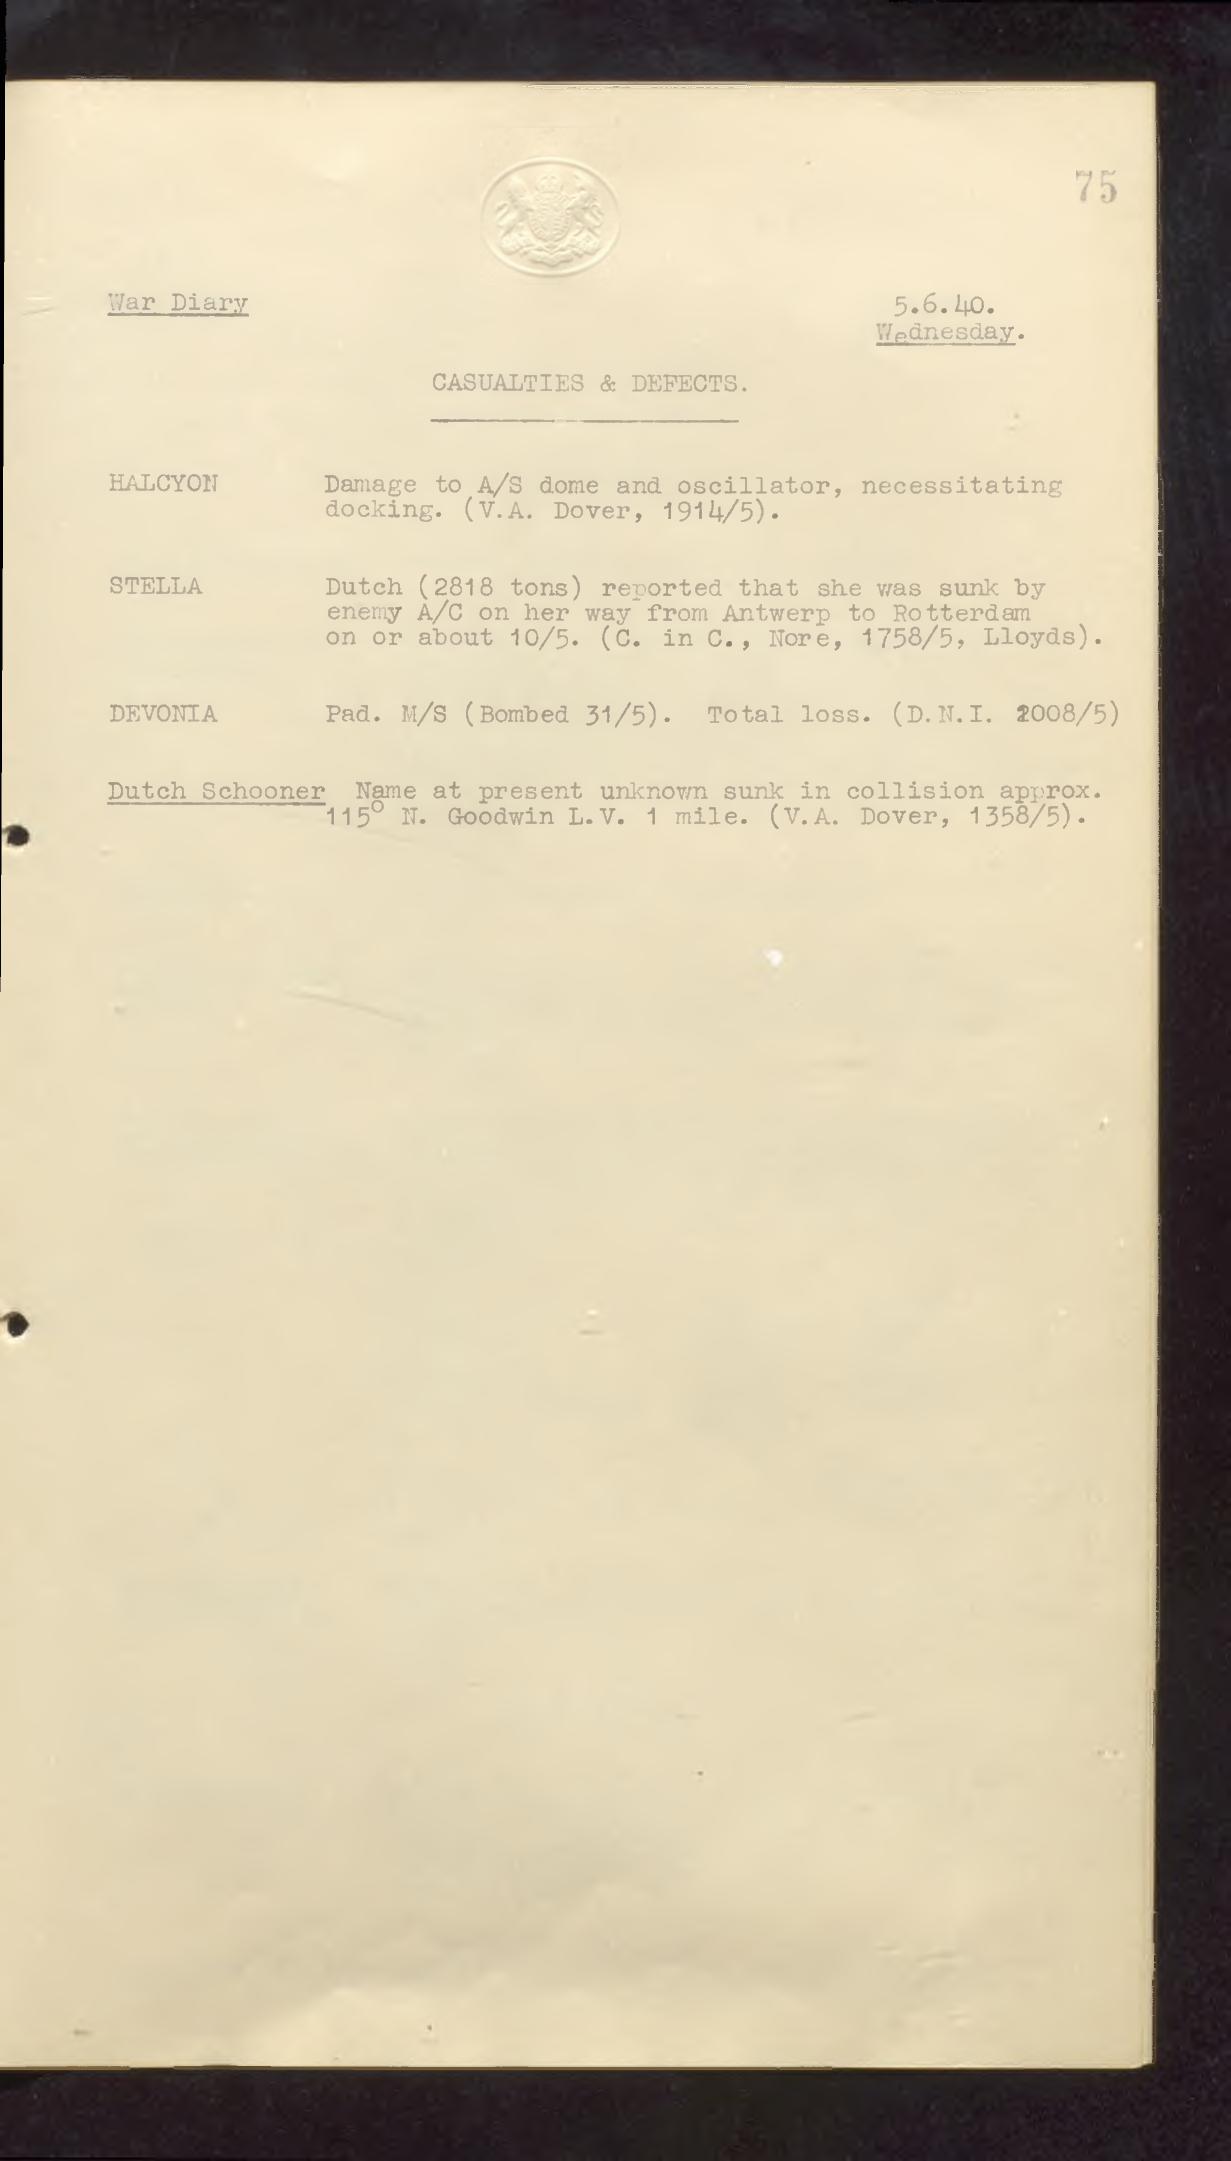 75
War Diary 5.6.40.
Wednesday.
CASUALTIES & DEFECTS.
HALCYON Damage to A/S dome and oscillator, necessitating
docking. (V.A. Dover, 1914/5).
STELLA Dutch (2818 tons) reported that she was sunk by
enemy A/C on her way from Antwerp to Rotterdam
on or about 10/5. (C. in C., Nore, 1758/5, Lloyds).
DEVONIA Pad. M/S (Bombed 31/5). Total loss. (D.N.I. 2008/5)
Dutch Schooner Name at present unknown sunk in collision approx.
115° N. Goodwin L.V. 1 mile. (V.A. Dover, 1358/5).